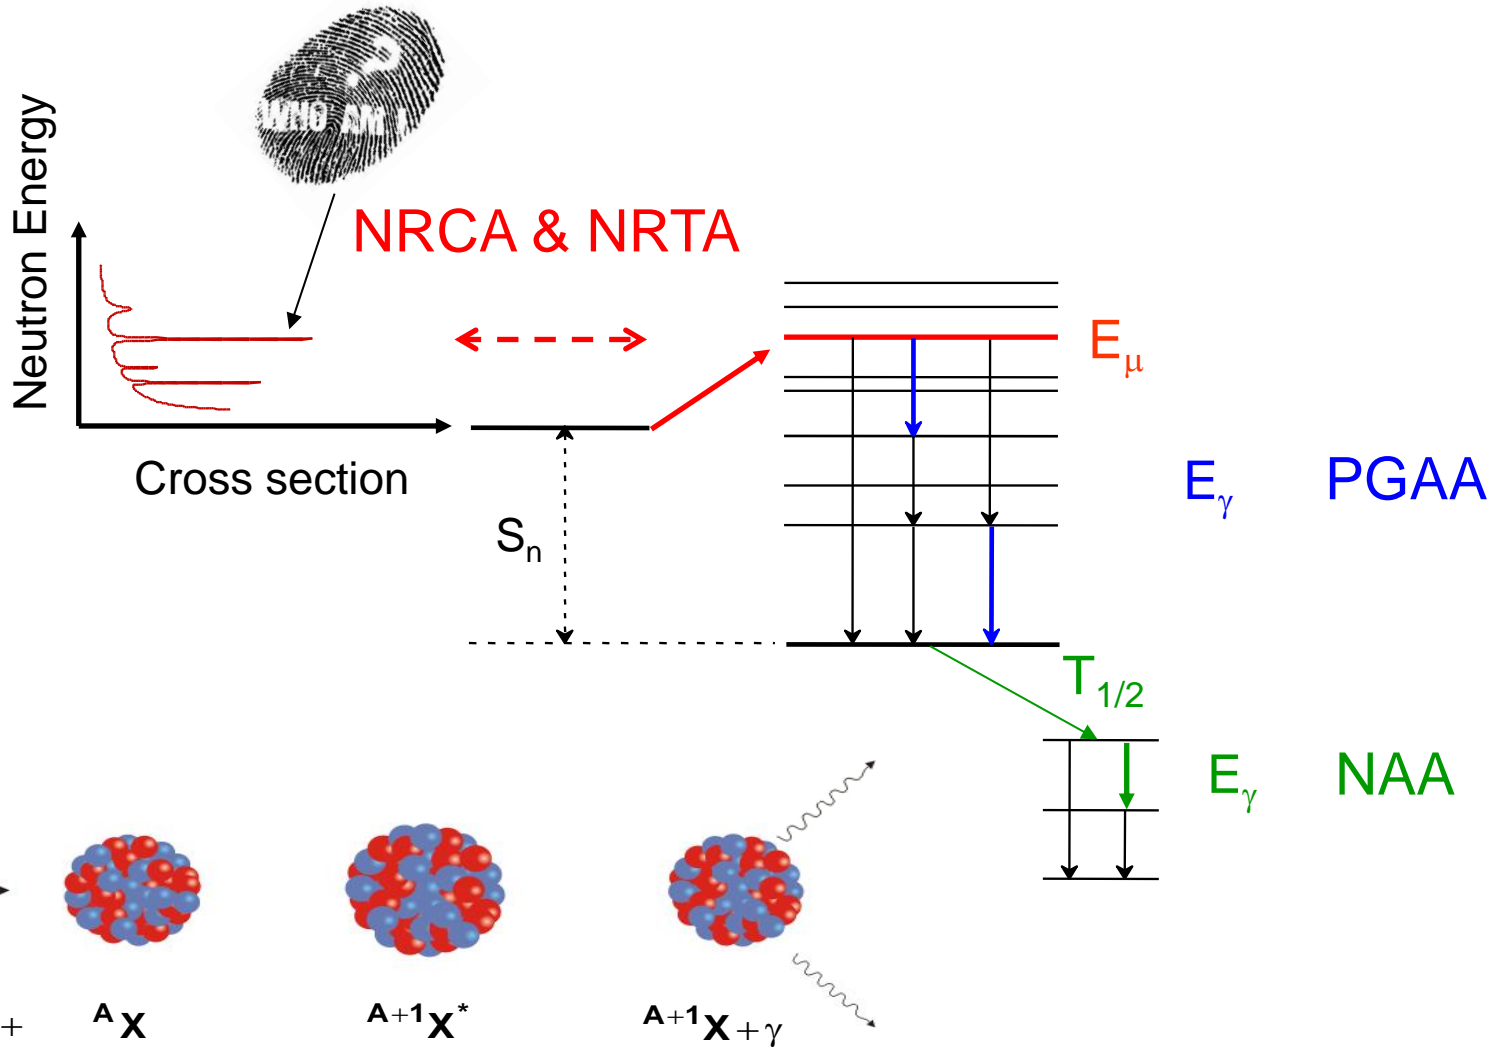 WHO AM I
?
Neutron Energy
NRCA & NRTA
Eμ
Cross section
Eγ PGAA
Sn
T1/2
Eγ NAA
+ AX
A+1X*
A+1X + γ